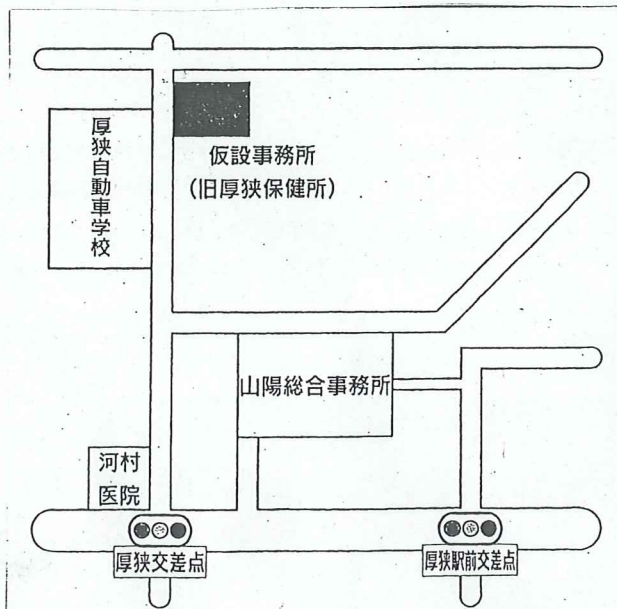 厚狭自動車学校
仮設事務所
(旧厚狭保健所)
山陽総合事務所
河村
医院
厚狭交差点
厚狭駅前交差点